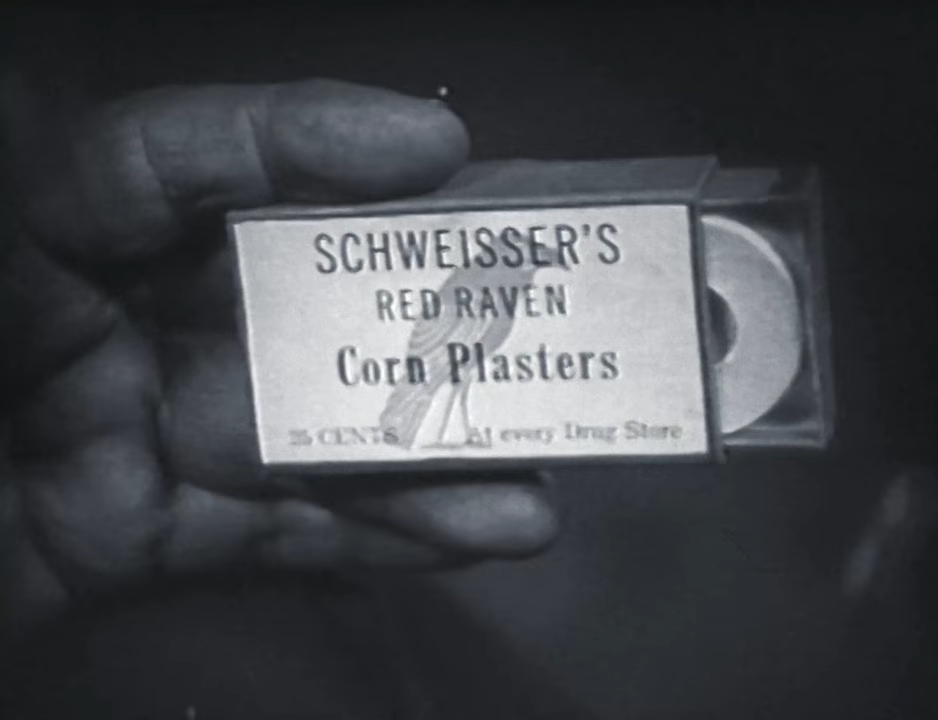 SCHWEISSER'S
RED RAVEN
Corn Plasters
25 CENTS At every Drug Store